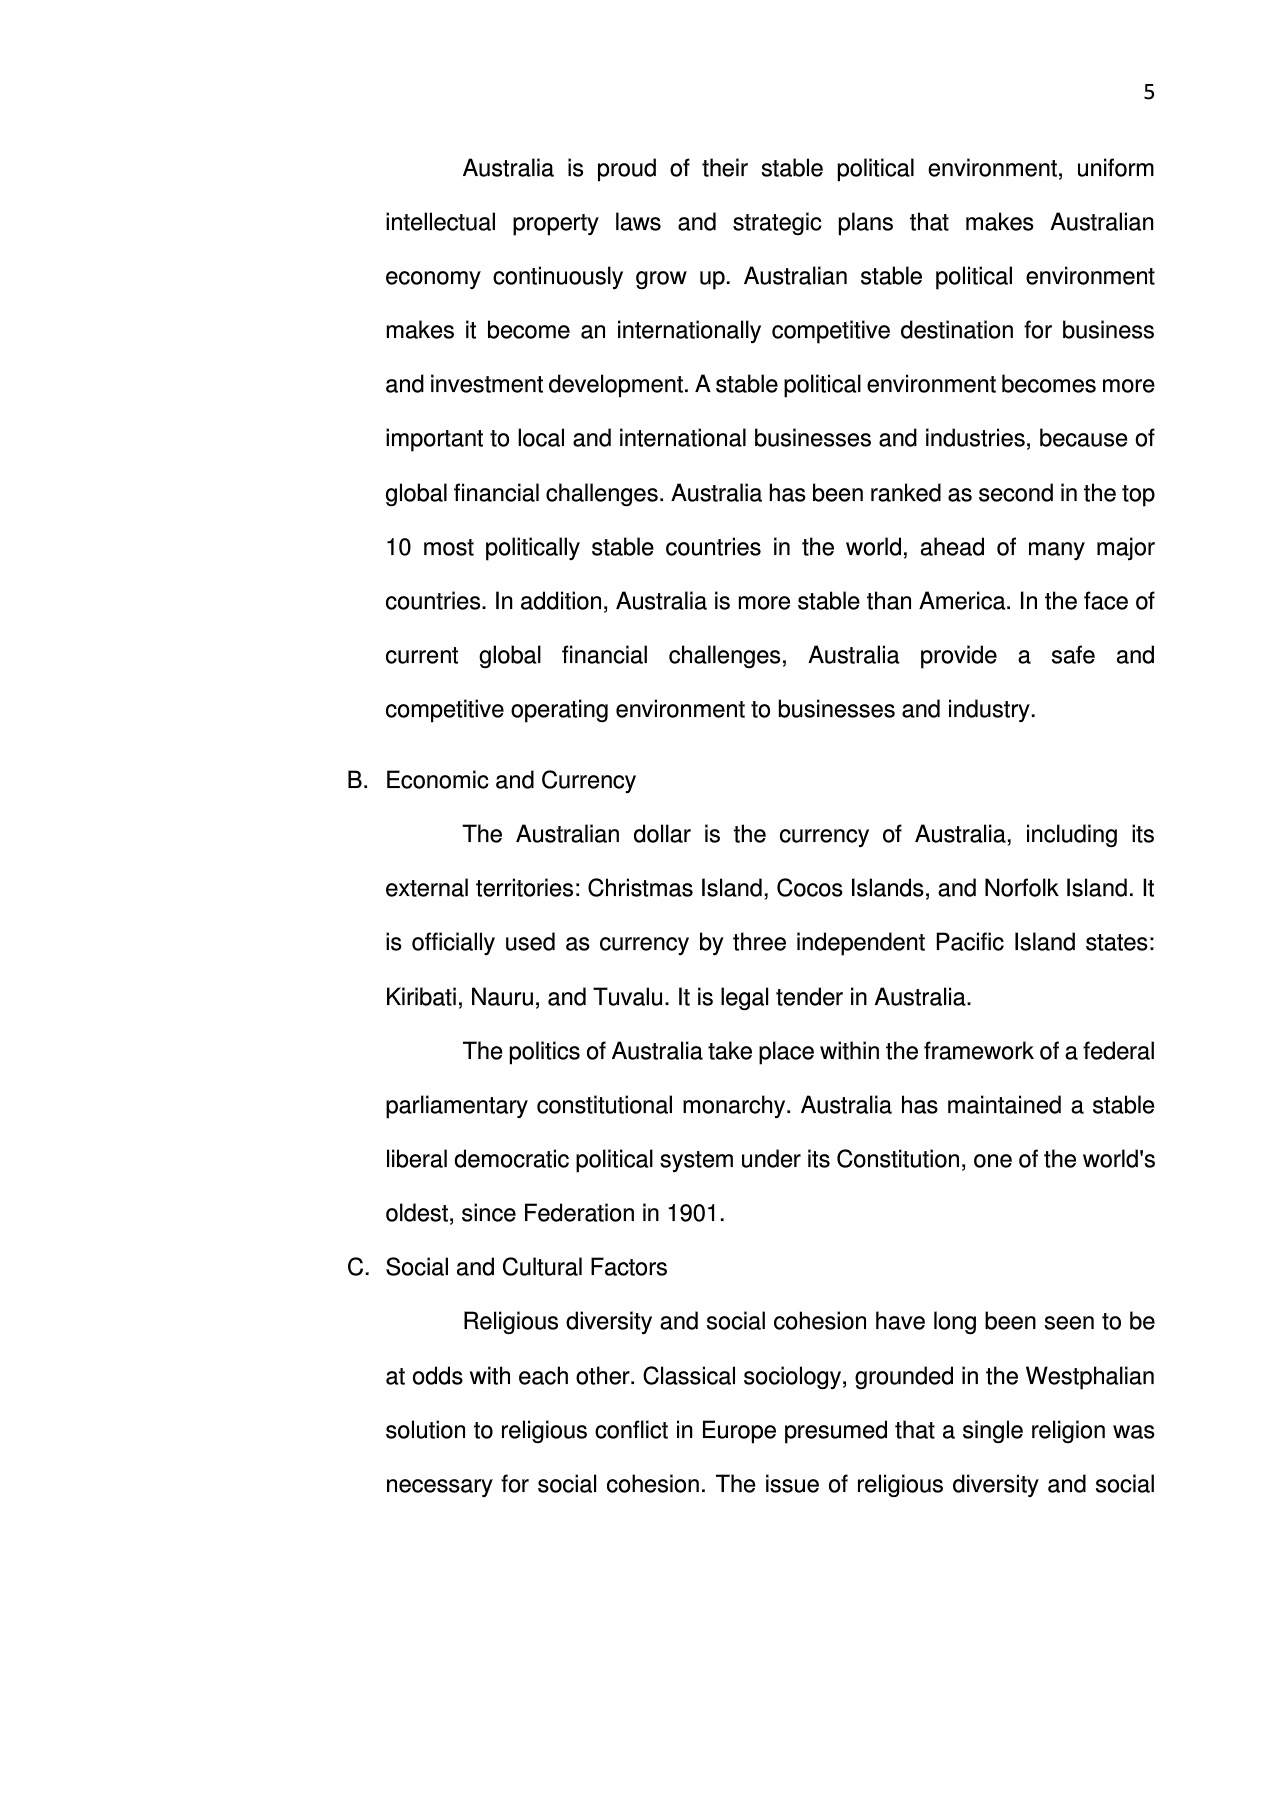 5
Australia is proud of their stable political environment, uniform
intellectual property laws and strategic plans that makes Australian
economy continuously grow up. Australian stable political environment
makes it become an internationally competitive destination for business
and investment development. A stable political environment becomes more
important to local and international businesses and industries, because of
global financial challenges. Australia has been ranked as second in the top
10 most politically stable countries in the world, ahead of many major
countries. In addition, Australia is more stable than America. In the face of
current global financial challenges, Australia provide a safe and
competitive operating environment to businesses and industry.
B. Economic and Currency
The Australian dollar is the currency of Australia, including its
external territories: Christmas Island, Cocos Islands, and Norfolk Island. It
is officially used as currency by three independent Pacific Island states:
Kiribati, Nauru, and Tuvalu. It is legal tender in Australia.
The politics of Australia take place within the framework of a federal
parliamentary constitutional monarchy. Australia has maintained a stable
liberal democratic political system under its Constitution, one of the world's
oldest, since Federation in 1901.
C. Social and Cultural Factors
Religious diversity and social cohesion have long been seen to be
at odds with each other. Classical sociology, grounded in the Westphalian
solution to religious conflict in Europe presumed that a single religion was
necessary for social cohesion. The issue of religious diversity and social